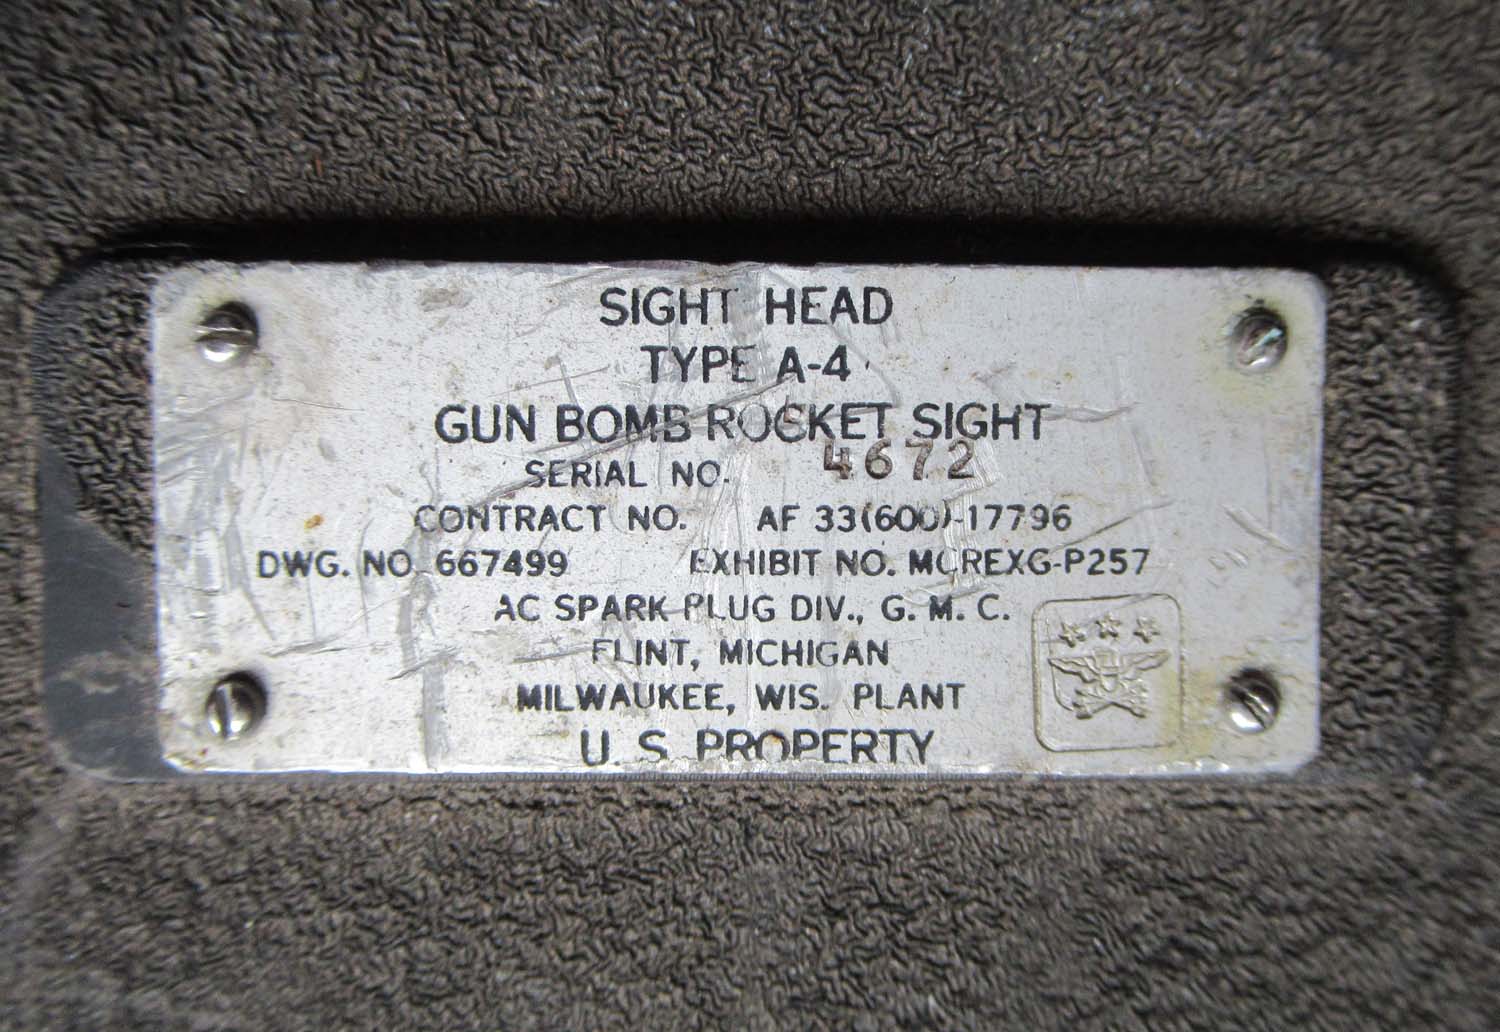 SIGHT HEAD
TYPE A-4
GUN BOMB ROCKET SIGHT
SERIAL NO. 4672
CONTRACT NO. AF 33(600)-17796
DWG. NO. 667499 EXHIBIT NO. MCREXG-P257
AC SPARK PLUG DIV., G. M. C.
FLINT, MICHIGAN
MILWAUKEE, WIS. PLANT
U. S. PROPERTY